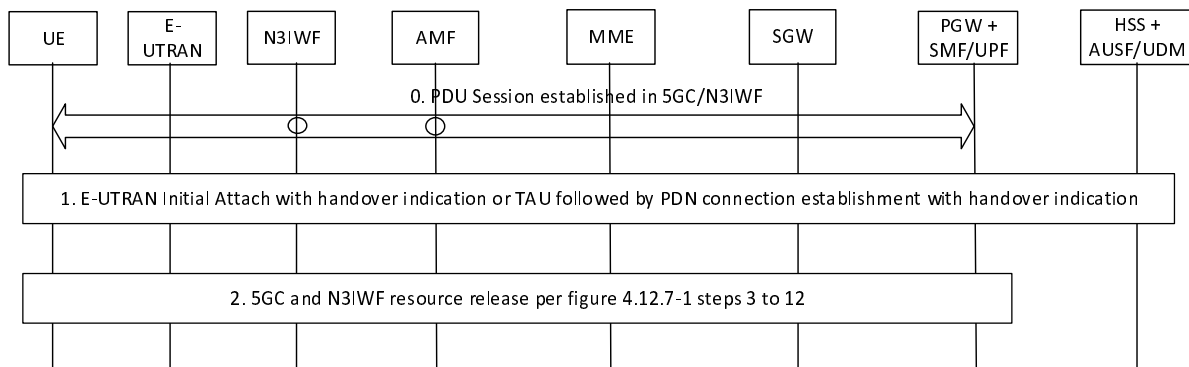 UE
E-
UTRAN
N3IWF
AMF
MME
SGW
PGW +
SMF/UPF
HSS +
AUSF/UDM
0. PDU Session established in 5GC/N3IWF
1. E-UTRAN Initial Attach with handover indication or TAU followed by PDN connection establishment with handover indication
2. 5GC and N3IWF resource release per figure 4.12.7-1 steps 3 to 12